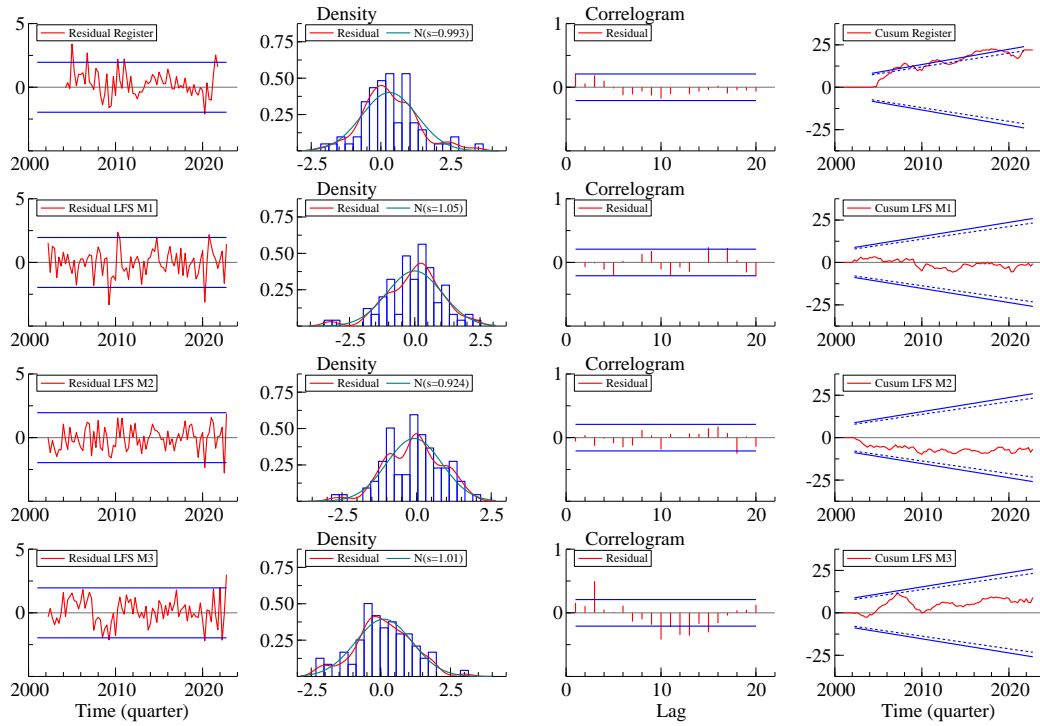 Density Correlogram
5 Residual Register 0.75 Residual N(s=0.993) 1 Residual 25 Cusum Register
0 0.50 0 0
0.25 -25
2000 2010 2020 -2.5 0.0 2.5 0 10 20 2000 2010 2020
Density Correlogram
5 Residual LFS M1 0.75 Residual N(s=1.05) 1 Residual 25 Cusum LFS M1
0 0.50 0 0
0.25 -25
2000 2010 2020 -2.5 0.0 2.5 0 10 20 2000 2010 2020
Density Correlogram
5 Residual LFS M2 0.75 Residual N(s=0.924) 1 Residual 25 Cusum LFS M2
0 0.50 0 0
0.25 -25
2000 2010 2020 -2.5 0.0 2.5 0 10 20 2000 2010 2020
Density Correlogram
5 Residual LFS M3 0.75 Residual N(s=1.01) 1 Residual 25 Cusum LFS M3
0 0.50 0 0
0.25 -25
2000 2010 2020 -2.5 0.0 2.5 0 10 20 2000 2010 2020
Time (quarter) Lag Time (quarter)